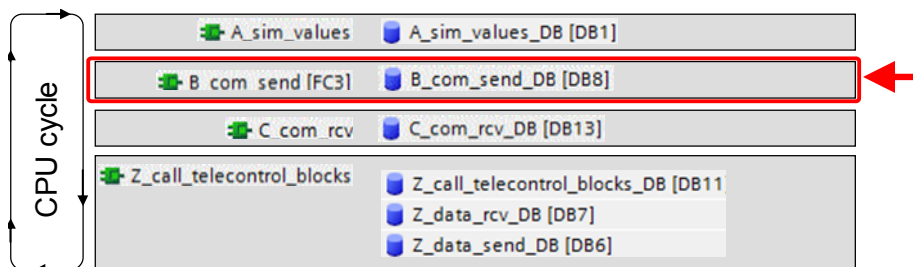 CPU cycle
A_sim_values A_sim_values_DB [DB1]
B_com_send [FC3] B_com_send_DB [DB8]
C_com_rcv C_com_rcv_DB [DB13]
Z_call_telecontrol_blocks Z_call_telecontrol_blocks_DB [DB11
Z_data_rcv_DB [DB7]
Z_data_send_DB [DB6]